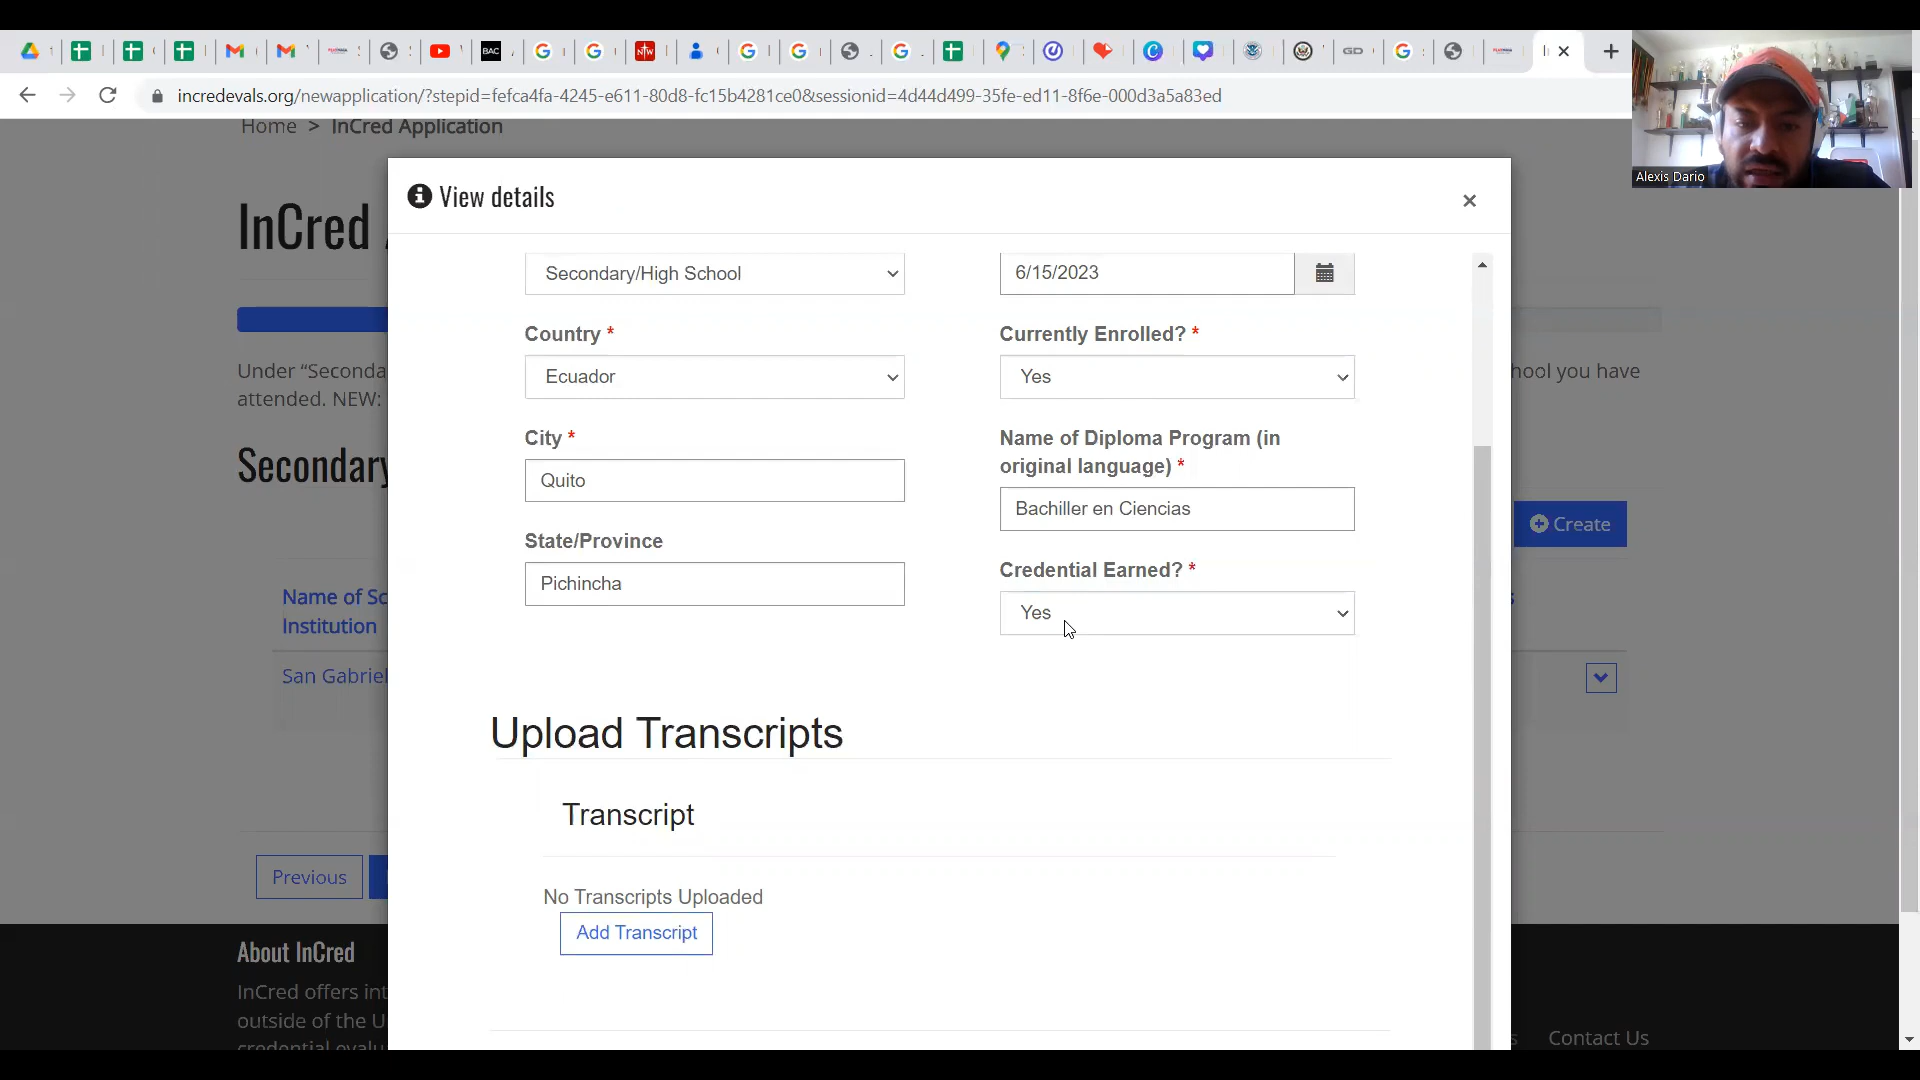 BAC
GD
incredevals.org/newapplication/?stepid=fefca4fa-4245-e611-80d8-fc15b4281ce0&sessionid=4d44d499-35fe-ed11-8f6e-000d3a5a83ed
Alexis Dario
Home > InCred Application
View details
×
InCred
Secondary/High School
6/15/2023
Country *
Currently Enrolled? *
Under “Seconda
hool you have
Ecuador
Yes
attended. NEW:
City *
Name of Diploma Program (in
original language) *
Secondary
Quito
Bachiller en Ciencias
Create
State/Province
Credential Earned? *
Pichincha
Yes
Name of Sc
Institution
s
San Gabriel
Upload Transcripts
Transcript
Previous
No Transcripts Uploaded
Add Transcript
About InCred
InCred offers int
outside of the U
credential evalu
s
Contact Us